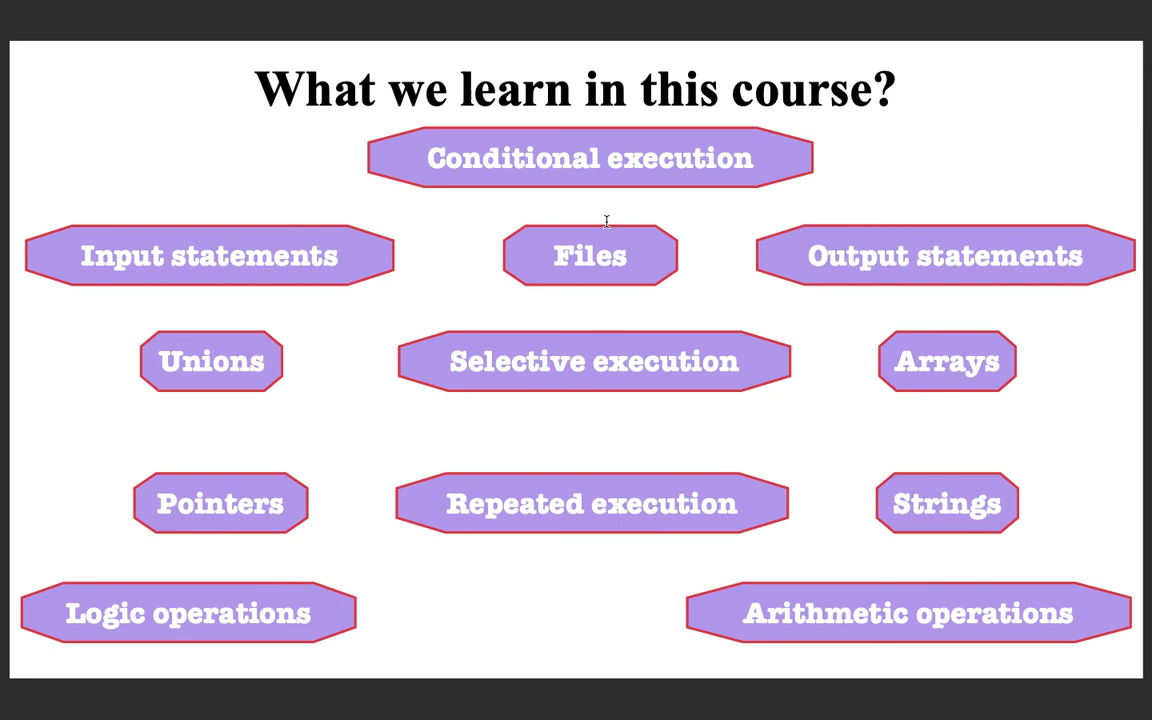 What we learn in this course?
Conditional execution
Input statements
Files
Output statements
Unions
Selective execution
Arrays
Pointers
Repeated execution
Strings
Logic operations
Arithmetic operations